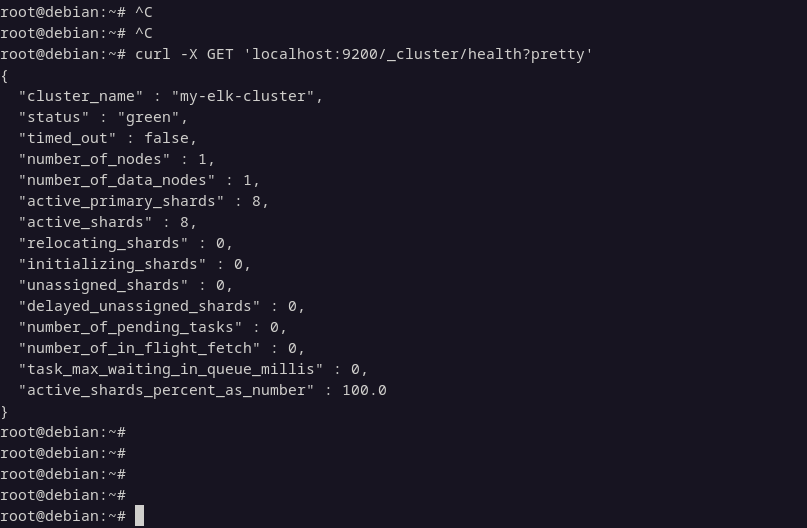 root@debian:~# ^C
root@debian:~# ^C
root@debian:~# curl -X GET 'localhost:9200/_cluster/health?pretty'
{
  "cluster_name" : "my-elk-cluster",
  "status" : "green",
  "timed_out" : false,
  "number_of_nodes" : 1,
  "number_of_data_nodes" : 1,
  "active_primary_shards" : 8,
  "active_shards" : 8,
  "relocating_shards" : 0,
  "initializing_shards" : 0,
  "unassigned_shards" : 0,
  "delayed_unassigned_shards" : 0,
  "number_of_pending_tasks" : 0,
  "number_of_in_flight_fetch" : 0,
  "task_max_waiting_in_queue_millis" : 0,
  "active_shards_percent_as_number" : 100.0
}
root@debian:~#
root@debian:~#
root@debian:~#
root@debian:~#
root@debian:~#